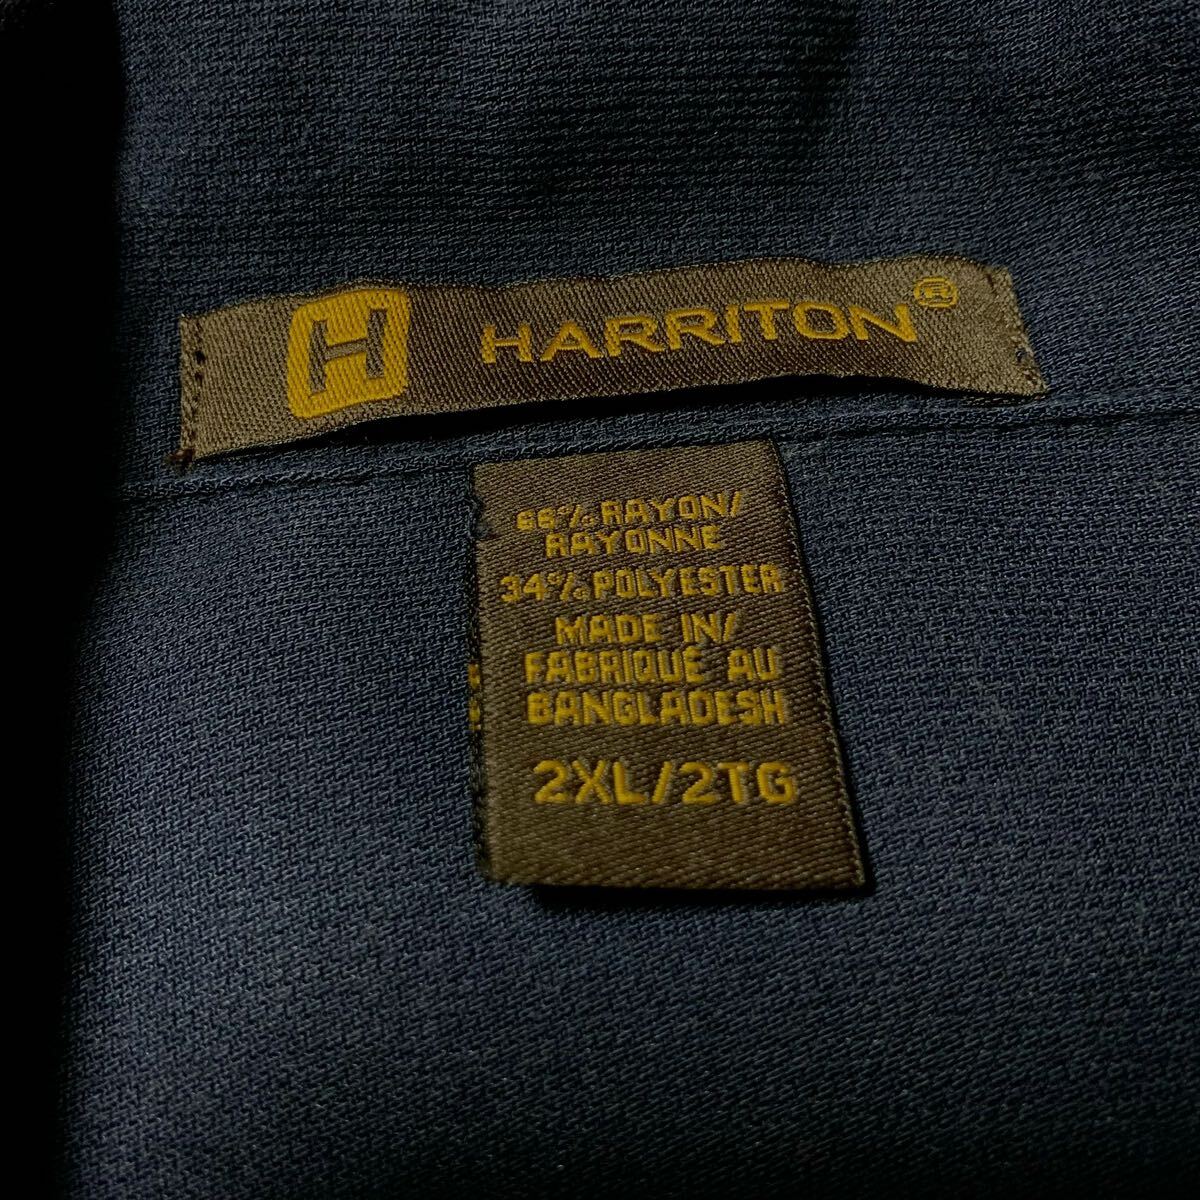 H HARRITON®
66% RAYON/
RAYONNE
34% POLYESTER
MADE IN/
FABRIQUÉ AU
BANGLADESH
2XL/2TG